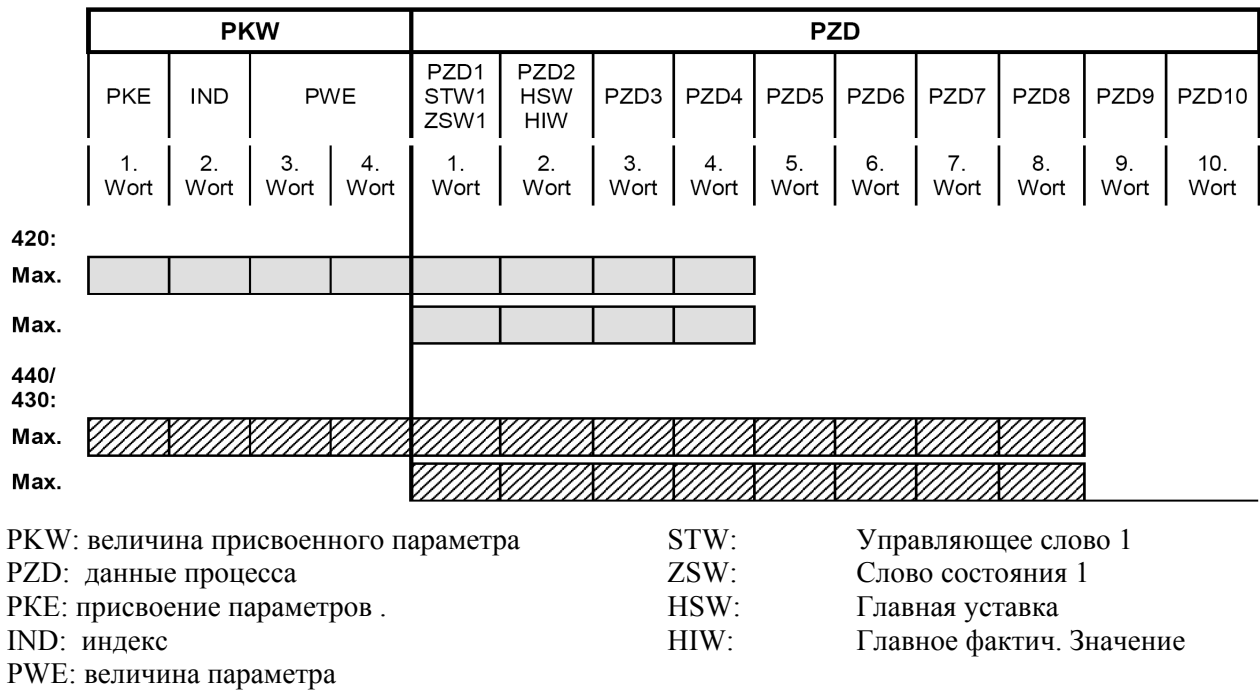 PKW PZD
PKE IND PWE PZD1 STW1 ZSW1 PZD2 HSW HIW PZD3 PZD4 PZD5 PZD6 PZD7 PZD8 PZD9 PZD10
1. Wort 2. Wort 3. Wort 4. Wort 1. Wort 2. Wort 3. Wort 4. Wort 5. Wort 6. Wort 7. Wort 8. Wort 9. Wort 10. Wort
420:
Max.
Max.
440/
430:
Max.
Max.
PKW: величина присвоенного параметра STW: Управляющее слово 1
PZD: данные процесса ZSW: Слово состояния 1
PKE: присвоение параметров . HSW: Главная уставка
IND: индекс HIW: Главное фактич. Значение
PWE: величина параметра